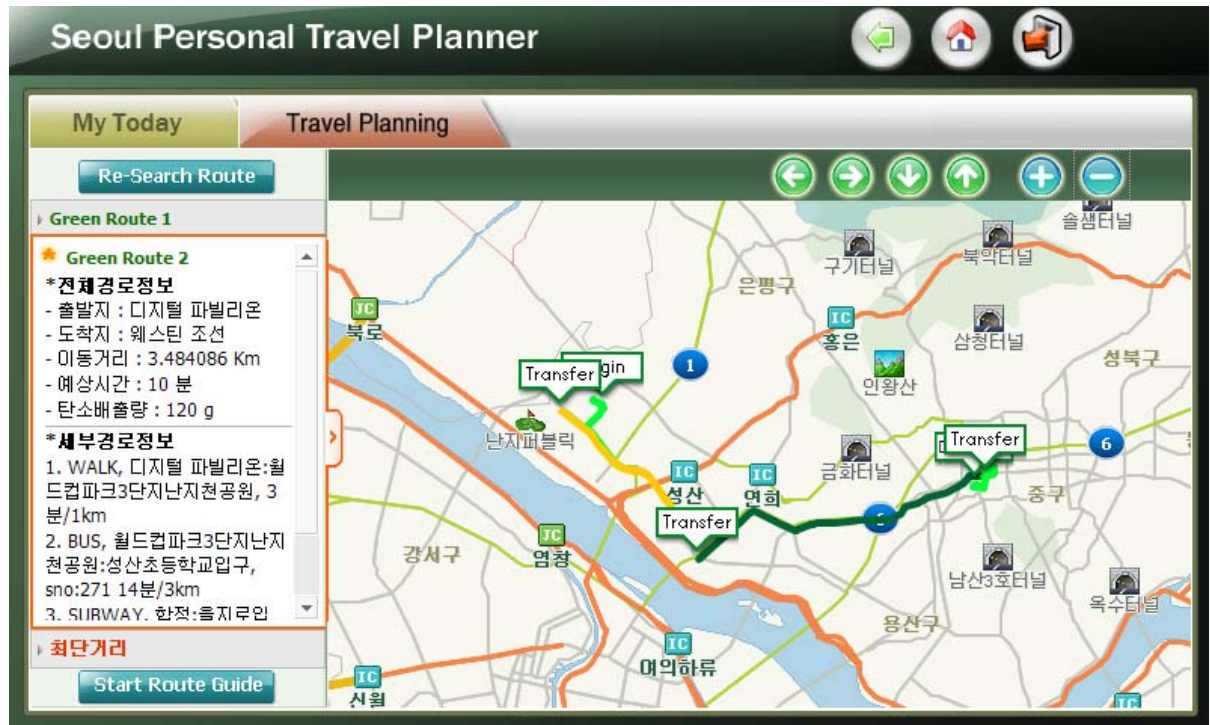 Seoul Personal Travel Planner
My Today
Travel Planning
Re-Search Route
Green Route 1
Green Route 2
*전체경로정보
- 출발지 : 디지털 파빌리온
- 도착지 : 웨스틴 조선
- 이동거리 : 3.484086 Km
- 예상시간 : 10 분
- 탄소배출량 : 120 g
*세부경로정보
1. WALK, 디지털 파빌리온:월
드컵파크3단지난지천공원, 3
분/1km
2. BUS, 월드컵파크3단지난지
천공원:성산초등학교입구,
sno:271 14분/3km
3. SUBWAY, 합정:을지로입
최단거리
Start Route Guide
솔샘터널
구기터널
북악터널
은평구
JC
북로
IC
홍은
삼청터널
성북구
1
인왕산
Transfer
gin
난지퍼블릭
Transfer
6
금화터널
IC
성산
IC
연희
중구
Transfer
6
강서구
JC
염창
남산3호터널
옥수터널
용산구
IC
여의하류
IC
신월
IC